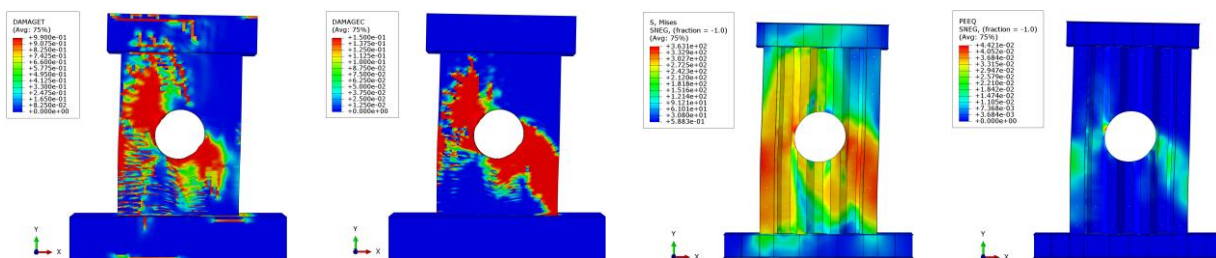 DAMAGET
(Avg: 75%)
+9.900e-01
+9.075e-01
+8.250e-01
+7.425e-01
+6.600e-01
+5.775e-01
+4.950e-01
+4.125e-01
+3.300e-01
+2.475e-01
+1.650e-01
+8.250e-02
+0.000e+00
Y
X
DAMAGEC
(Avg: 75%)
+1.500e-01
+1.375e-01
+1.250e-01
+1.125e-01
+1.000e-01
+8.750e-02
+7.500e-02
+6.250e-02
+5.000e-02
+3.750e-02
+2.500e-02
+1.250e-02
+0.000e+00
Y
X
S, Mises
SNEG, (fraction = -1.0)
(Avg: 75%)
+3.631e+02
+3.329e+02
+3.027e+02
+2.725e+02
+2.423e+02
+2.120e+02
+1.818e+02
+1.516e+02
+1.214e+02
+9.121e+01
+6.101e+01
+3.080e+01
+5.883e-01
Y
X
PEEQ
SNEG, (fraction = -1.0)
(Avg: 75%)
+4.421e-02
+4.052e-02
+3.684e-02
+3.315e-02
+2.947e-02
+2.579e-02
+2.210e-02
+1.842e-02
+1.474e-02
+1.105e-02
+7.368e-03
+3.684e-03
+0.000e+00
Y
X